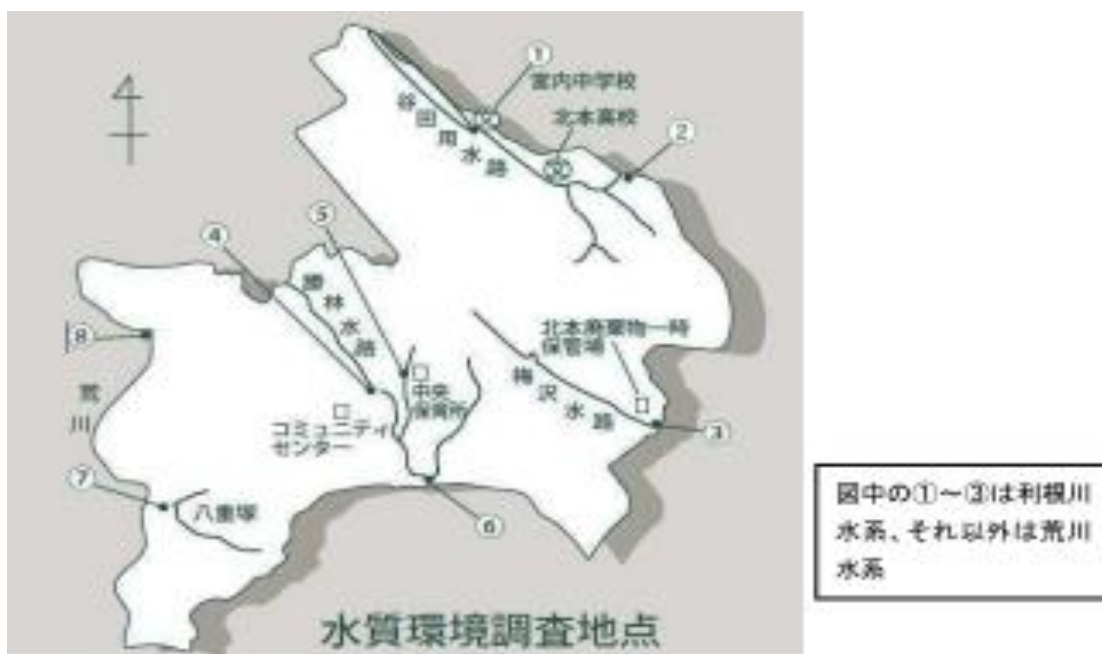 ①
宮内中学校
谷田用水路
北本高校
②
⑤
④
勝林水路
⑧
北本廃棄物一時
保管場
荒川
中央
保育所
梅沢水路
コミュニティ
センター
③
⑦
八重塚
⑥
図中の①～③は利根川
水系、それ以外は荒川
水系
水質環境調査地点